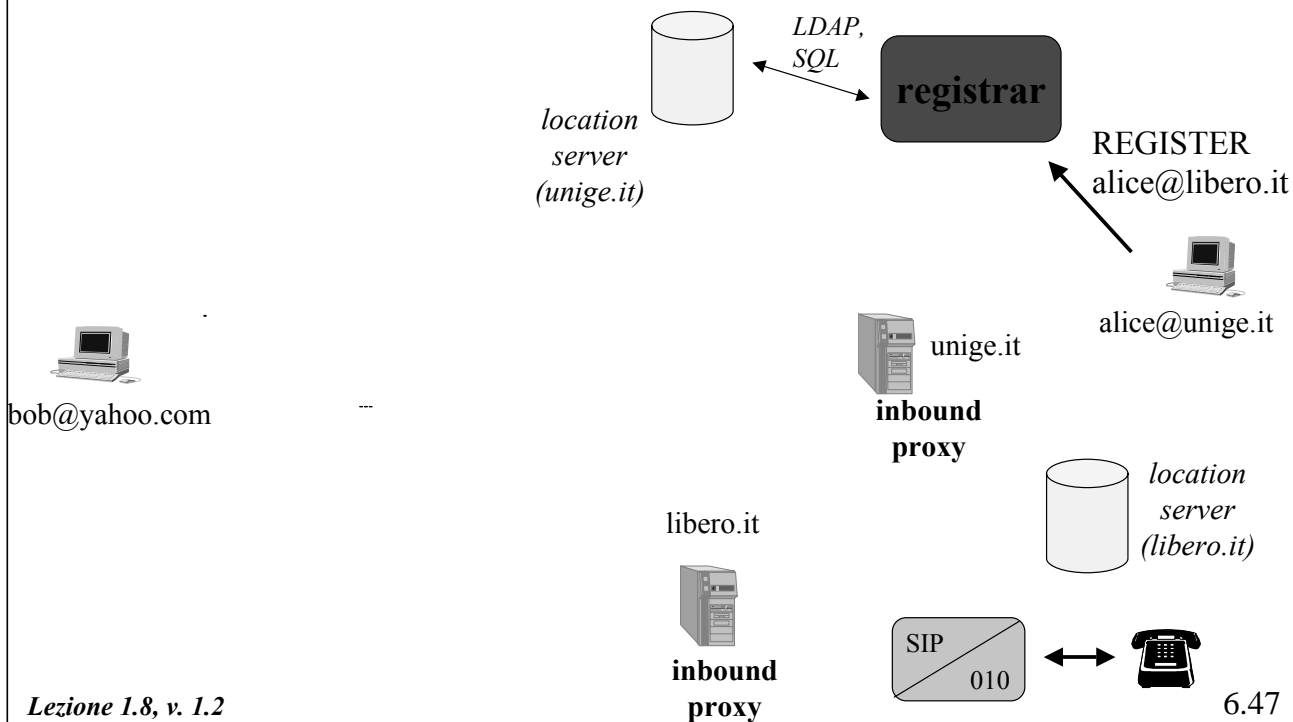 LDAP,
SQL
registrar
location
server
(unige.it)
REGISTER
alice@libero.it
alice@unige.it
unige.it
inbound
proxy
bob@yahoo.com
location
server
(libero.it)
libero.it
inbound
proxy
SIP
010
Lezione 1.8, v. 1.2
6.47